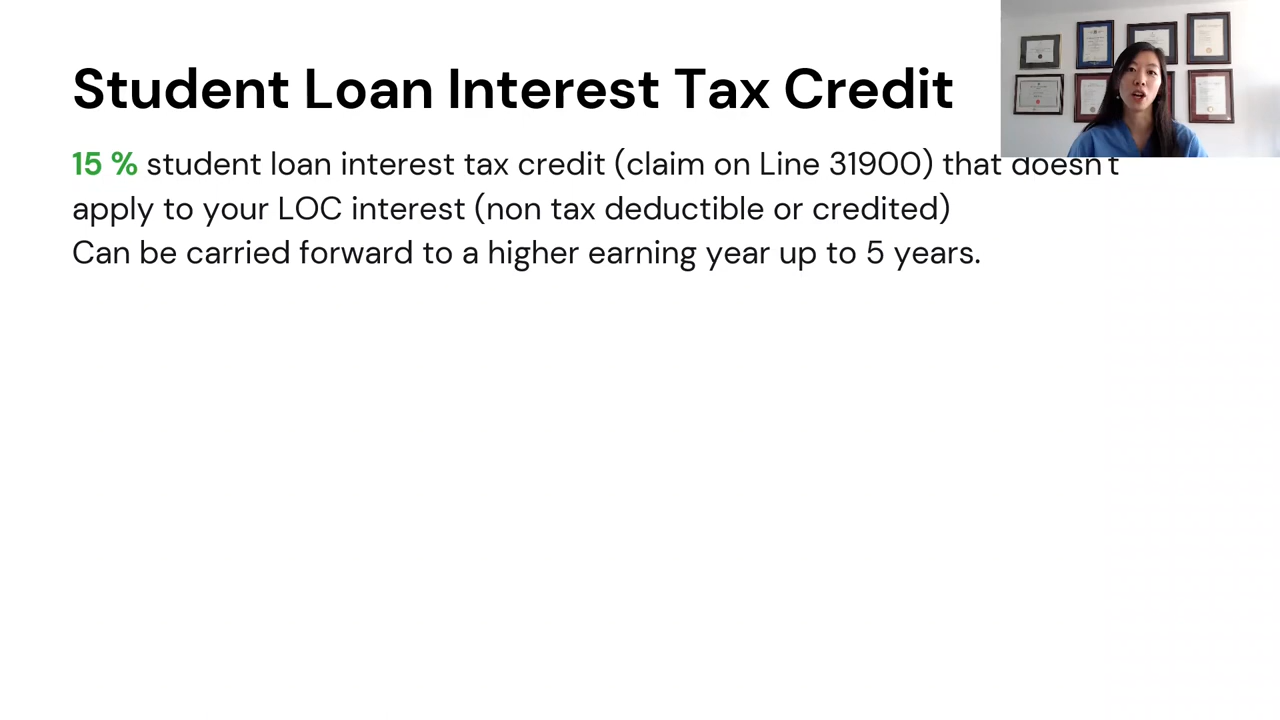 Student Loan Interest Tax Credit
15 % student loan interest tax credit (claim on Line 31900) that doesn't
apply to your LOC interest (non tax deductible or credited)
Can be carried forward to a higher earning year up to 5 years.